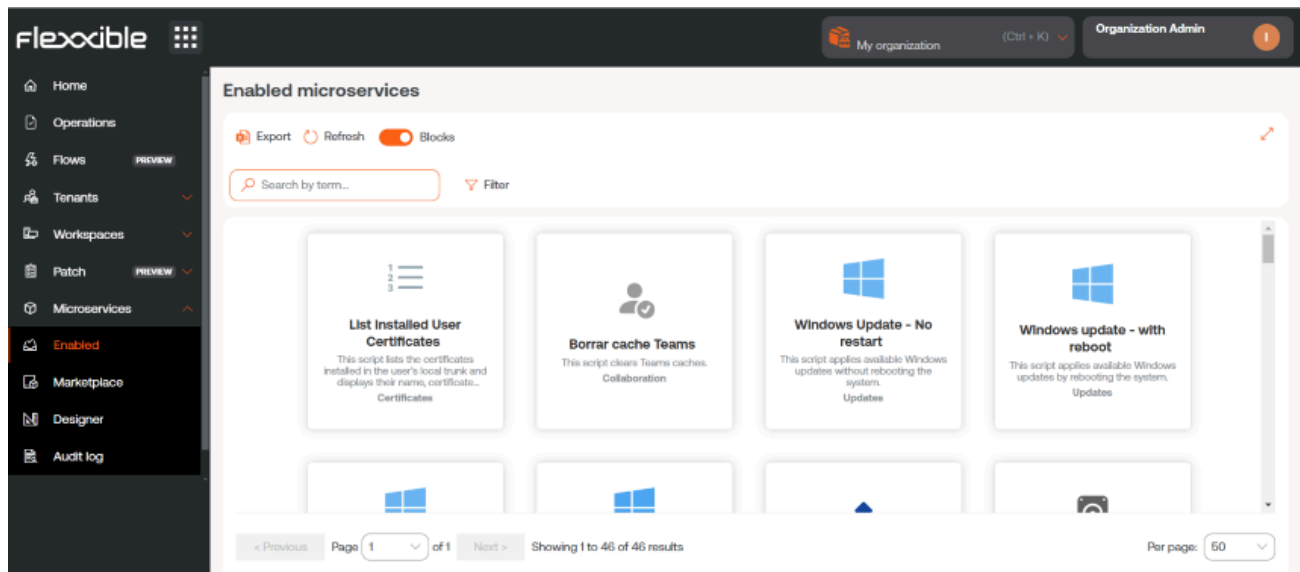 Flexxible
My organization
(Ctrl + K)
Organization Admin
I
Home
Operations
Flows PREVIEW
Tenants
Workspaces
Patch PREVIEW
Microservices
Enabled
Marketplace
Designer
Audit log
Enabled microservices
Export Refresh Blocks
Search by term...
Filter
1
2
3
List Installed User
Certificates
This script lists the certificates
installed in the user's local trunk and
displays their name, certificate...
Certificates
Borrar cache Teams
This script clears Teams caches.
Collaboration
Windows Update - No
restart
This script applies available Windows
updates without rebooting the
system.
Updates
Windows update - with
reboot
This script applies available Windows
updates by rebooting the system.
Updates
< Previous Page 1 of 1 Next > Showing 1 to 46 of 46 results
Per page: 50